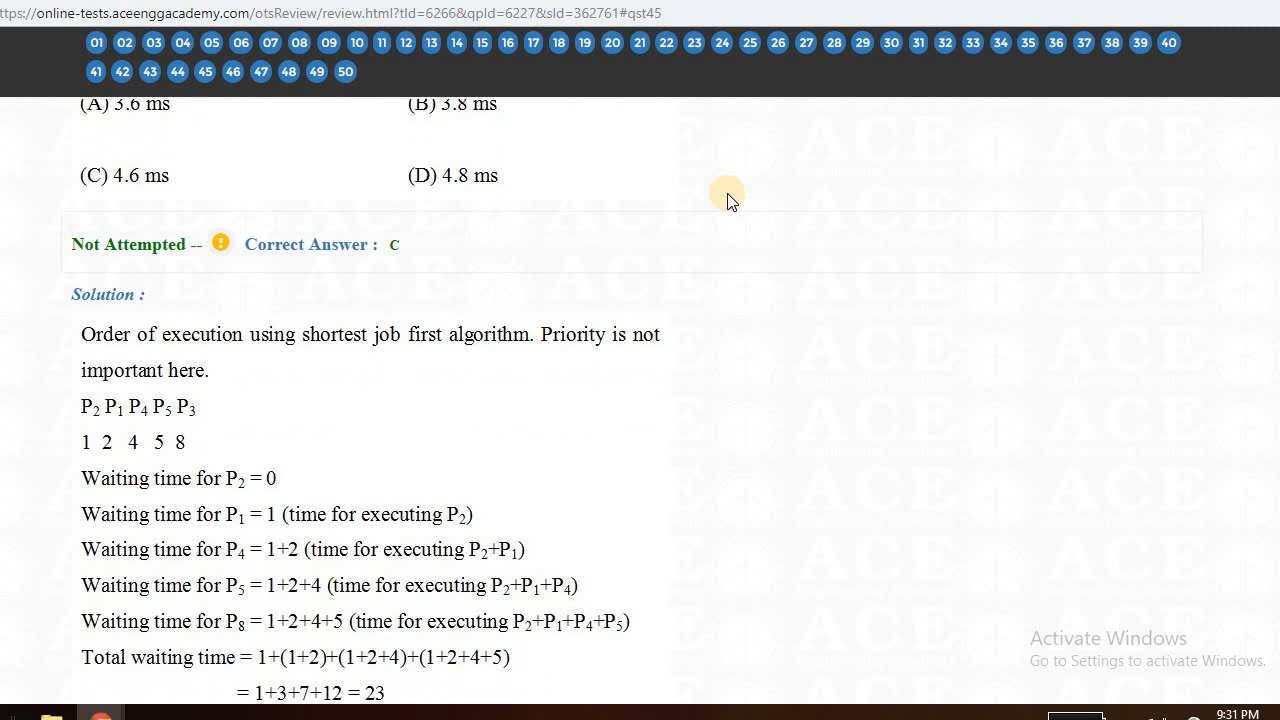 ttps://online-tests.aceenggacademy.com/otsReview/review.html?tId=6266&qpId=6227&sId=362761#qst45
01 02 03 04 05 06 07 08 09 10 11 12 13 14 15 16 17 18 19 20 21 22 23 24 25 26 27 28 29 30 31 32 33 34 35 36 37 38 39 40
41 42 43 44 45 46 47 48 49 50
(A) 3.6 ms (B) 3.8 ms
(C) 4.6 ms (D) 4.8 ms
Not Attempted -- Correct Answer : C
Solution :
Order of execution using shortest job first algorithm. Priority is not
important here.
P₂ P₁ P₄ P₅ P₃
1 2 4 5 8
Waiting time for P₂ = 0
Waiting time for P₁ = 1 (time for executing P₂)
Waiting time for P₄ = 1+2 (time for executing P₂+P₁)
Waiting time for P₅ = 1+2+4 (time for executing P₂+P₁+P₄)
Waiting time for P₈ = 1+2+4+5 (time for executing P₂+P₁+P₄+P₅)
Total waiting time = 1+(1+2)+(1+2+4)+(1+2+4+5)
= 1+3+7+12 = 23
Activate Windows
Go to Settings to activate Windows.
9:31 PM